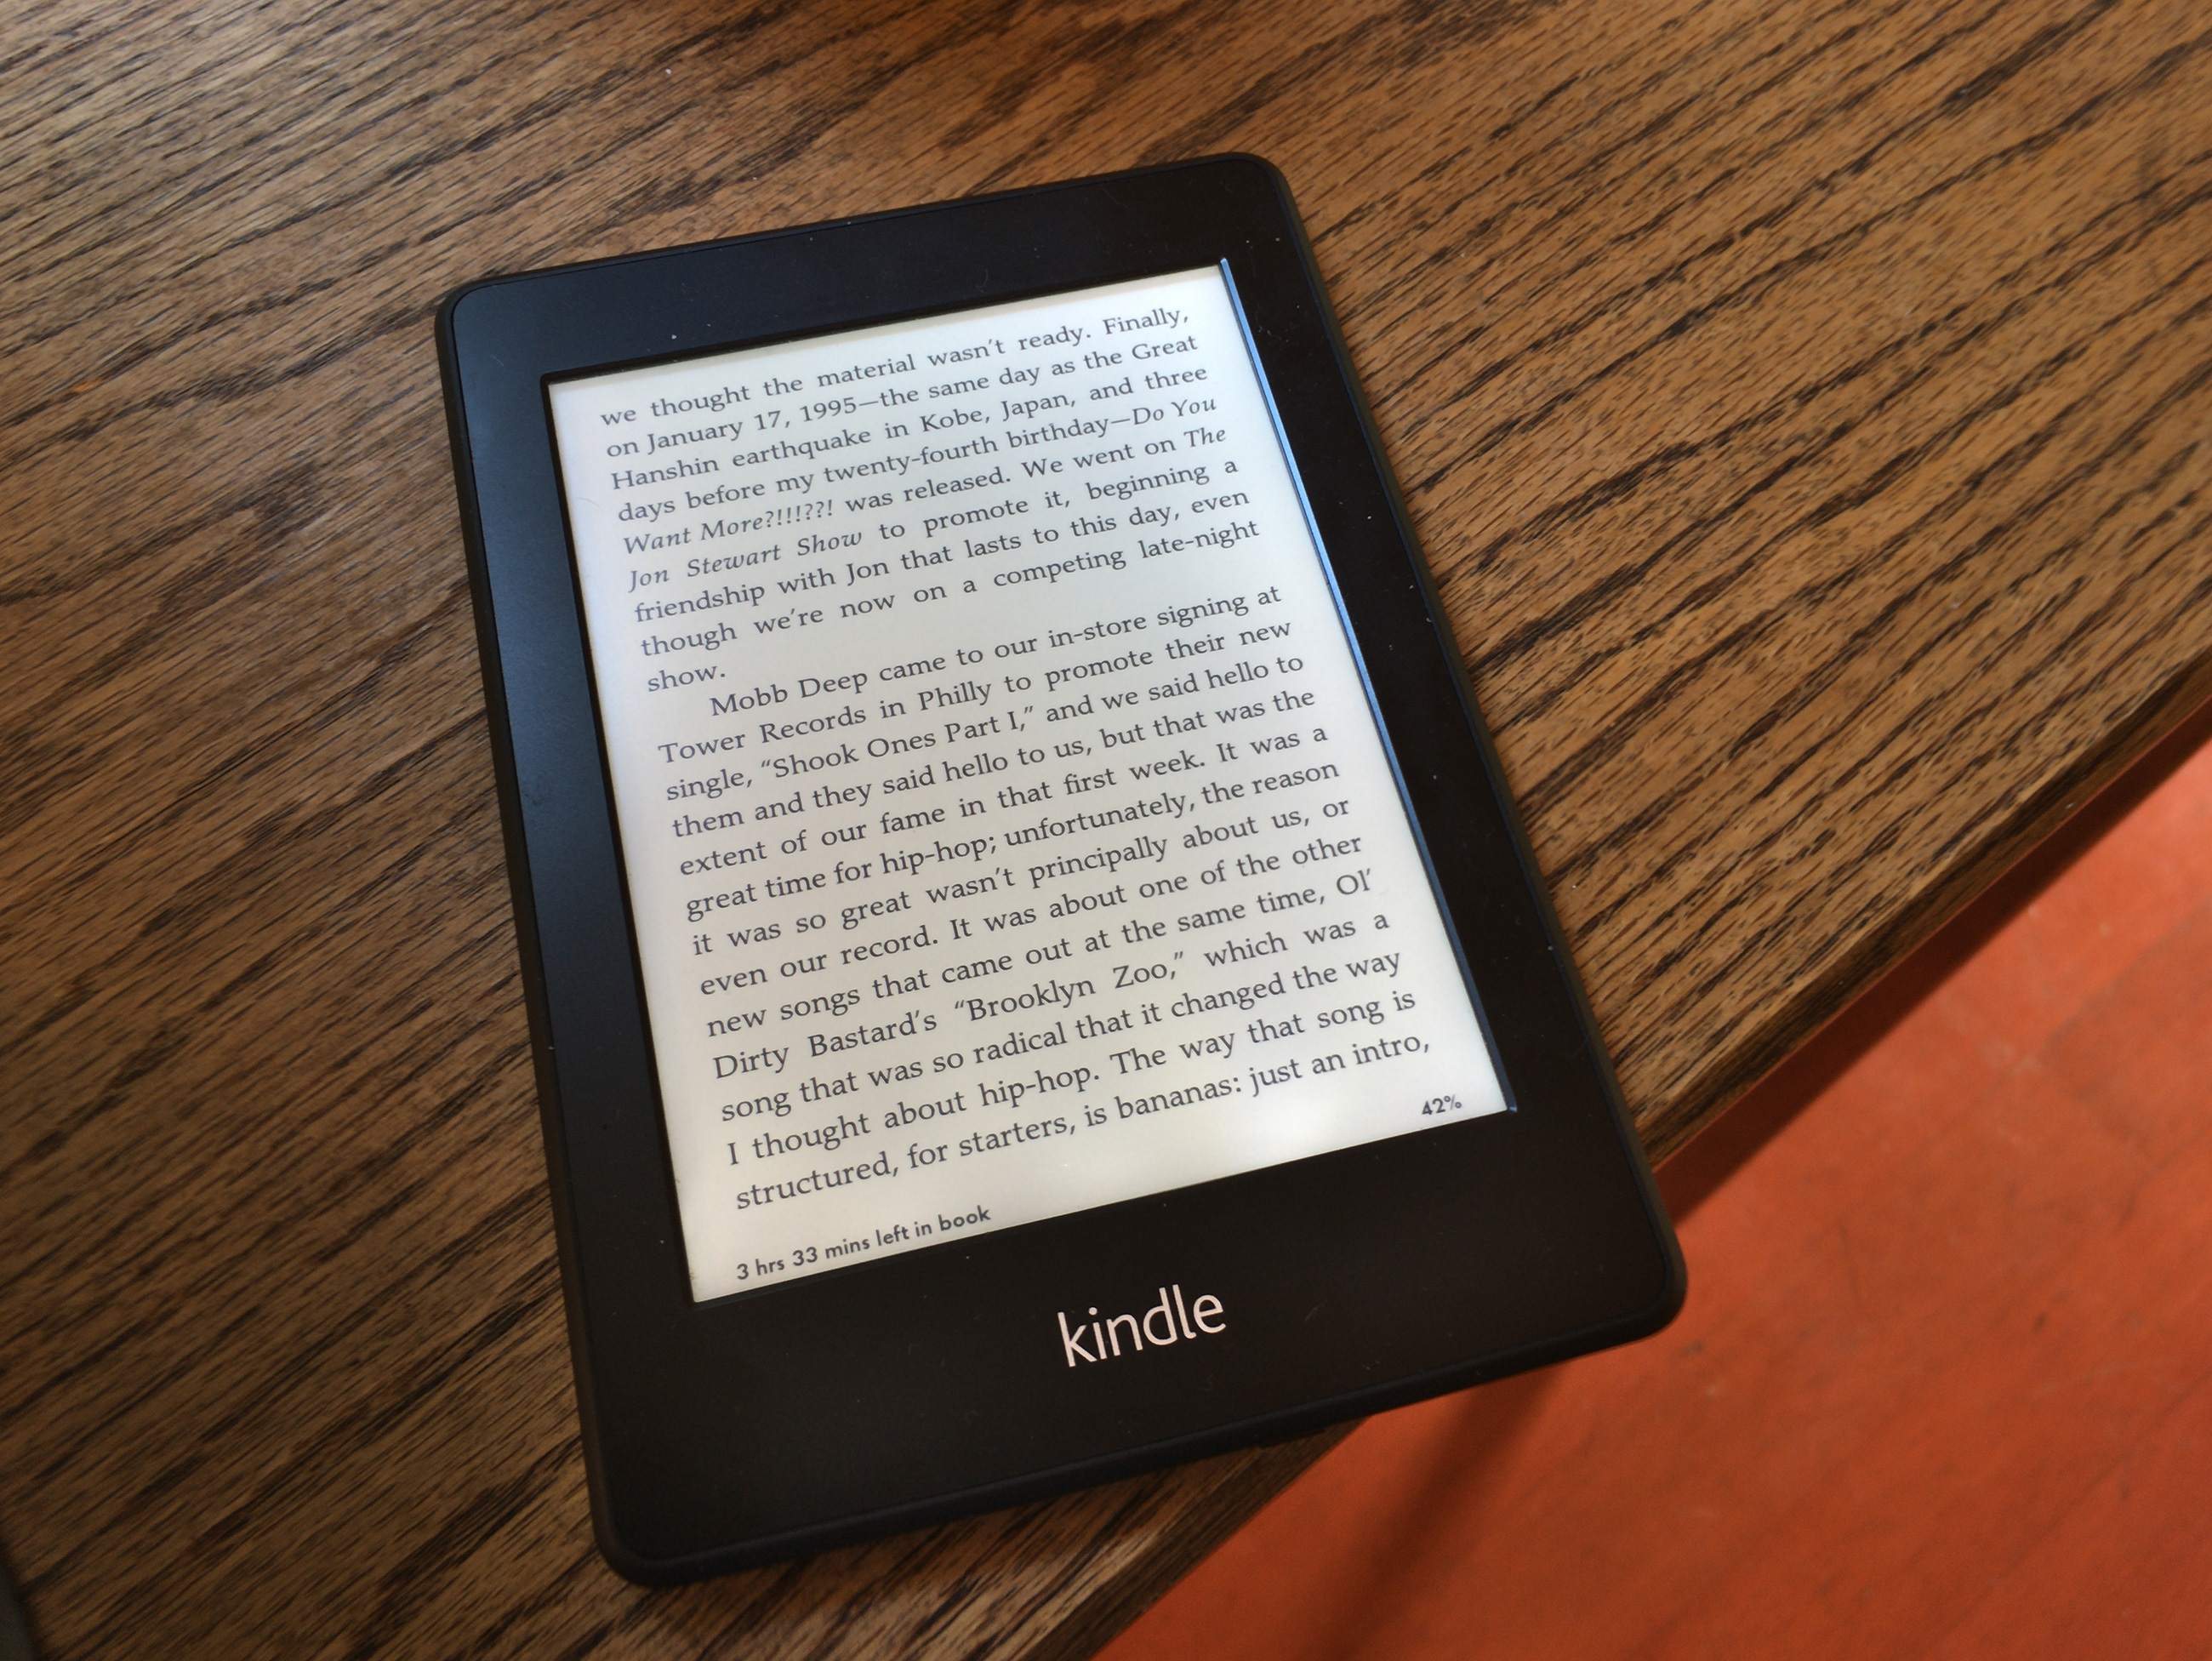 we thought the material wasn't ready. Finally,
on January 17, 1995—the same day as the Great
Hanshin earthquake in Kobe, Japan, and three
days before my twenty-fourth birthday—Do You
Want More?!!!??! was released. We went on The
Jon Stewart Show to promote it, beginning a
friendship with Jon that lasts to this day, even
though we're now on a competing late-night
show.
Mobb Deep came to our in-store signing at
Tower Records in Philly to promote their new
single, “Shook Ones Part I,” and we said hello to
them and they said hello to us, but that was the
extent of our fame in that first week. It was a
great time for hip-hop; unfortunately, the reason
it was so great wasn't principally about us, or
even our record. It was about one of the other
new songs that came out at the same time, Ol'
Dirty Bastard's “Brooklyn Zoo,” which was a
song that was so radical that it changed the way
I thought about hip-hop. The way that song is
structured, for starters, is bananas: just an intro,
3 hrs 33 mins left in book 42%
kindle